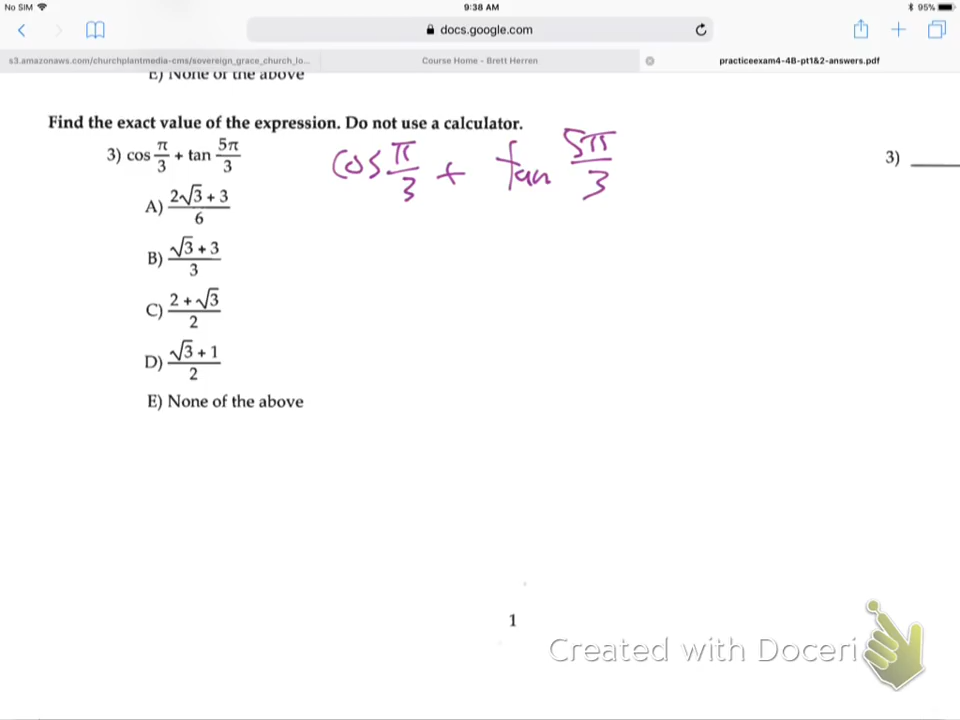 No SIM 9:38 AM 95%
docs.google.com
s3.amazonaws.com/churchplantmedia-cms/sovereign_grace_church_lo... Course Home - Brett Herren practiceexam4-4B-pt1&2-answers.pdf
E) None of the above
Find the exact value of the expression. Do not use a calculator.
3) cos π/3 + tan 5π/3 cos π/3 + tan 5π/3 3) ____
A) (2√3 + 3)/6
B) (√3 + 3)/3
C) (2 + √3)/2
D) (√3 + 1)/2
E) None of the above
1
Created with Doceri